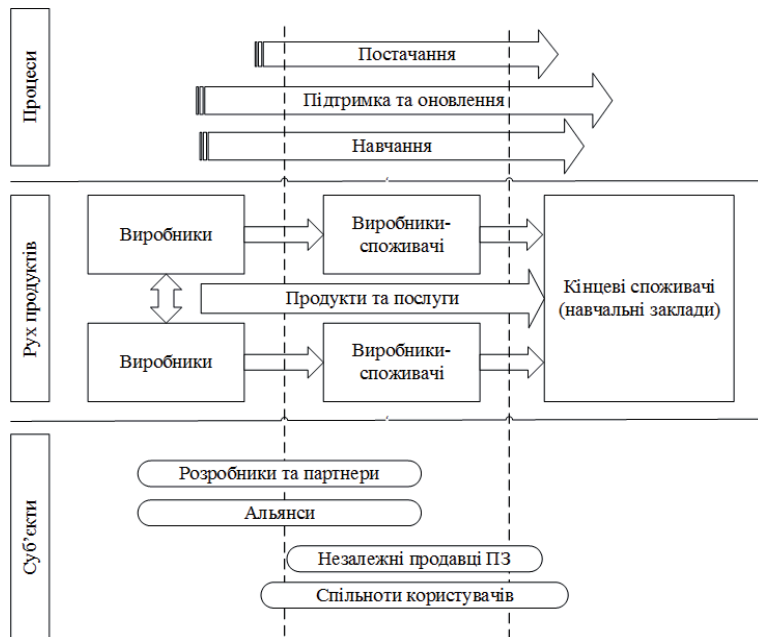 Процеси
Постачання
Підтримка та оновлення
Навчання
Рух продуктів
Виробники
Виробники-
споживачі
Продукти та послуги
Кінцеві споживачі
(навчальні заклади)
Виробники
Виробники-
споживачі
Суб’єкти
Розробники та партнери
Альянси
Незалежні продавці ПЗ
Спільноти користувачів